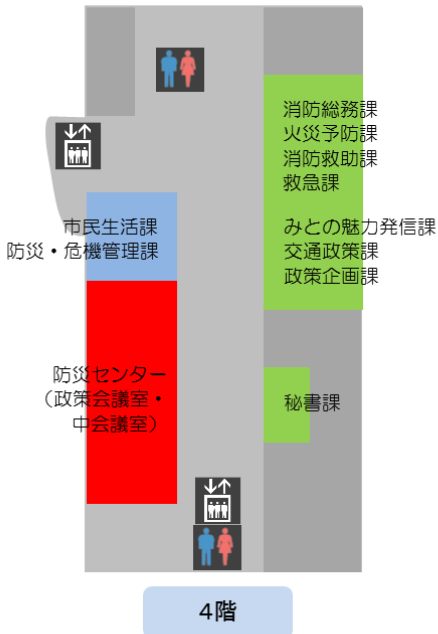 消防総務課
火災予防課
消防救助課
救急課
市民生活課
防災・危機管理課
みとの魅力発信課
交通政策課
政策企画課
防災センター
（政策会議室・
中会議室）
秘書課
4階